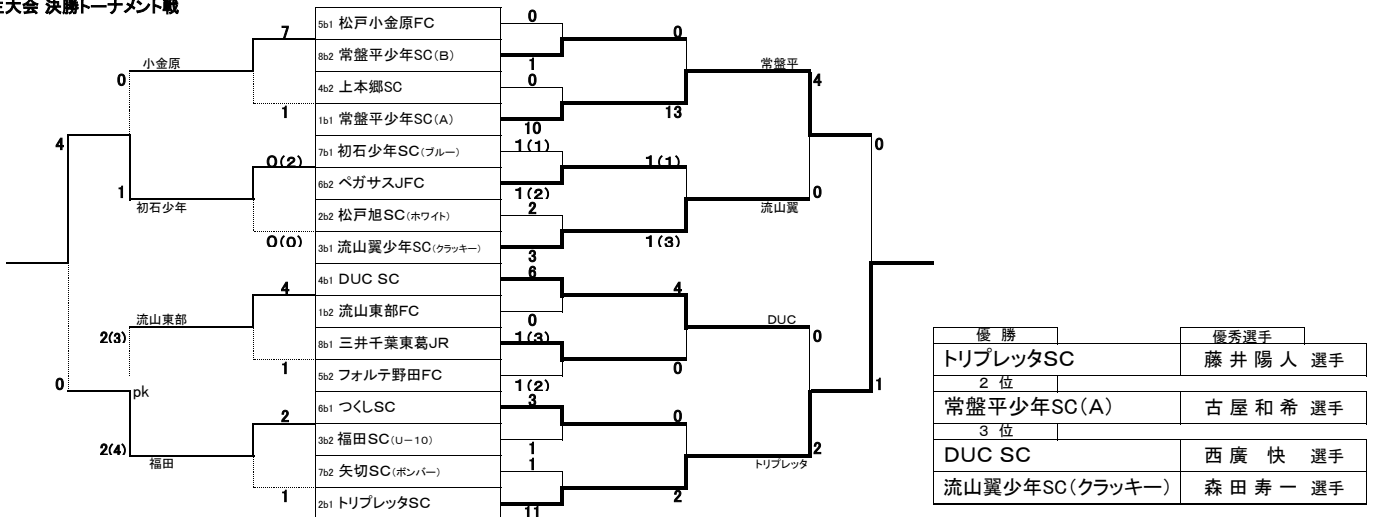 生大会 決勝トーナメント戦
7
5b1 松戸小金原FC
0
0
小金原
8b2 常盤平少年SC(B)
1
常盤平
0
4b2 上本郷SC
0
4
1
1b1 常盤平少年SC(A)
10
13
4
7b1 初石少年SC(ブルー)
1(1)
0
0(2)
1(1)
1
6b2 ペガサスJFC
1(2)
0
初石少年
2b2 松戸旭SC(ホワイト)
2
流山翼
0(0)
3b1 流山翼少年SC(クラッキー)
3
1(3)
4
4b1 DUC SC
6
4
流山東部
1b2 流山東部FC
0
DUC
2(3)
8b1 三井千葉東葛JR
1(3)
0
1
5b2 フォルテ野田FC
1(2)
0
0
pk
6b1 つくしSC
3
1
2
0
2(4)
3b2 福田SC(U-10)
1
2
福田
7b2 矢切SC(ボンバー)
1
トリプレッタ
1
2b1 トリプレッタSC
11
2
優 勝
優秀選手
トリプレッタSC
藤 井 陽 人 選手
2 位
常盤平少年SC(A)
古 屋 和 希 選手
3 位
DUC SC
西 廣 快 選手
流山翼少年SC(クラッキー)
森 田 寿 一 選手